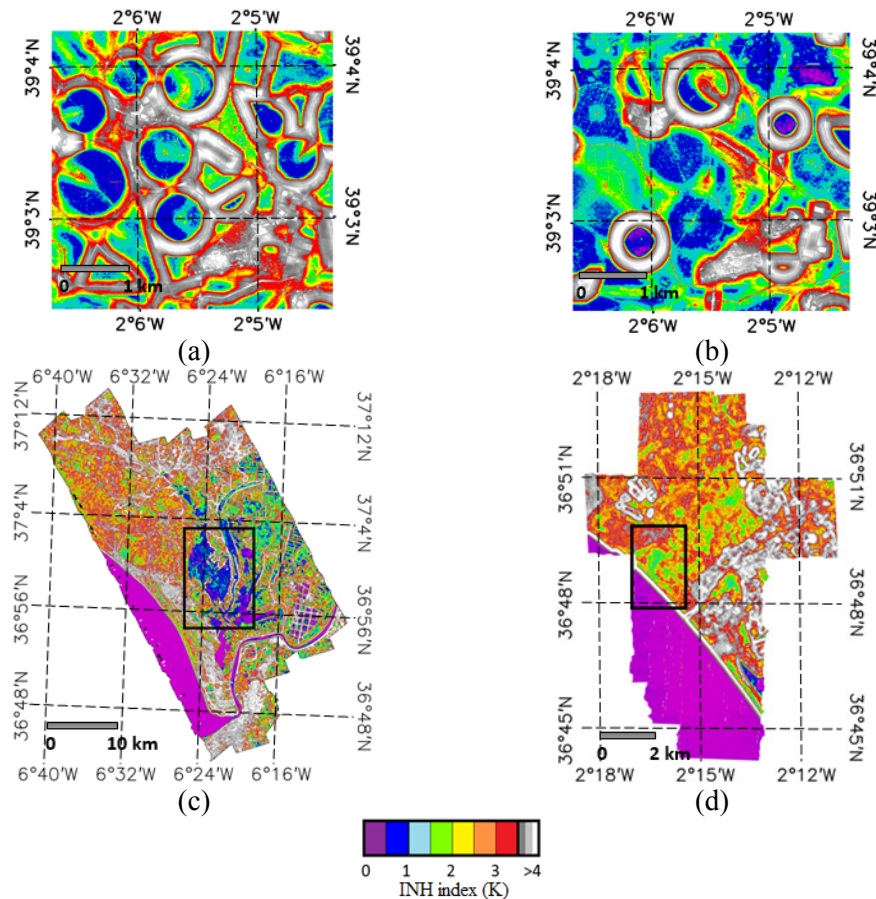 2°6'W 2°5'W
2°6'W 2°5'W
39°4'N
39°4'N
39°4'N
39°4'N
39°3'N
39°3'N
39°3'N
39°3'N
0 1 km
0 1 km
2°6'W 2°5'W
2°6'W 2°5'W
(a)
(b)
6°40'W 6°32'W 6°24'W 6°16'W
2°18'W 2°15'W 2°12'W
37°12'N
37°12'N
36°51'N
36°51'N
37°4'N
37°4'N
36°48'N
36°48'N
36°56'N
36°56'N
36°48'N
36°48'N
36°45'N
36°45'N
0 10 km
0 2 km
6°40'W 6°32'W 6°24'W 6°16'W
2°18'W 2°15'W 2°12'W
(c)
(d)
0 1 2 3 >4
INH index (K)